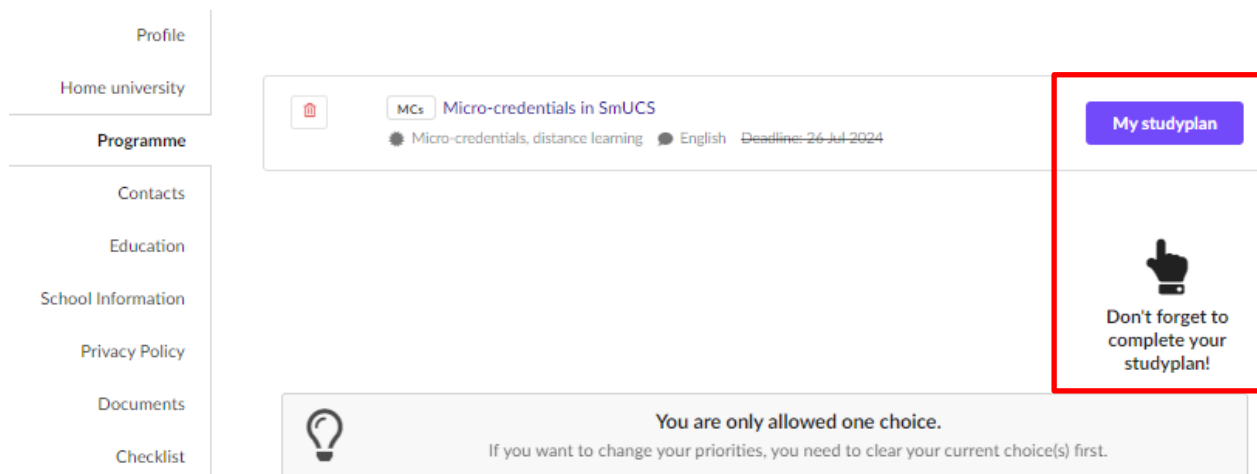 Profile
Home university
Programme
Contacts
Education
School Information
Privacy Policy
Documents
Checklist
MCs Micro-credentials in SmUCS
Micro-credentials, distance learning English Deadline: 26 Jul 2024
My studyplan
Don't forget to
complete your
studyplan!
You are only allowed one choice.
If you want to change your priorities, you need to clear your current choice(s) first.